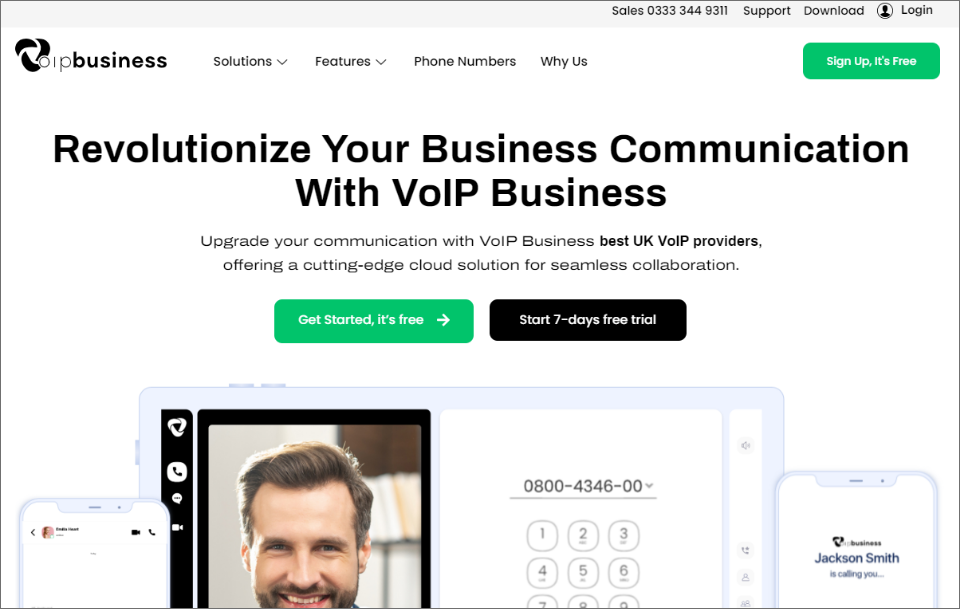 Sales 0333 344 9311 Support Download Login
voipbusiness
Solutions Features Phone Numbers Why Us
Sign Up, It's Free
Revolutionize Your Business Communication
With VoIP Business
Upgrade your communication with VoIP Business best UK VoIP providers,
offering a cutting-edge cloud solution for seamless collaboration.
Get Started, it's free
Start 7-days free trial
0800-4346-00
1 2 3
4 5 6
7 8 9
voipbusiness
Jackson Smith
is calling you...